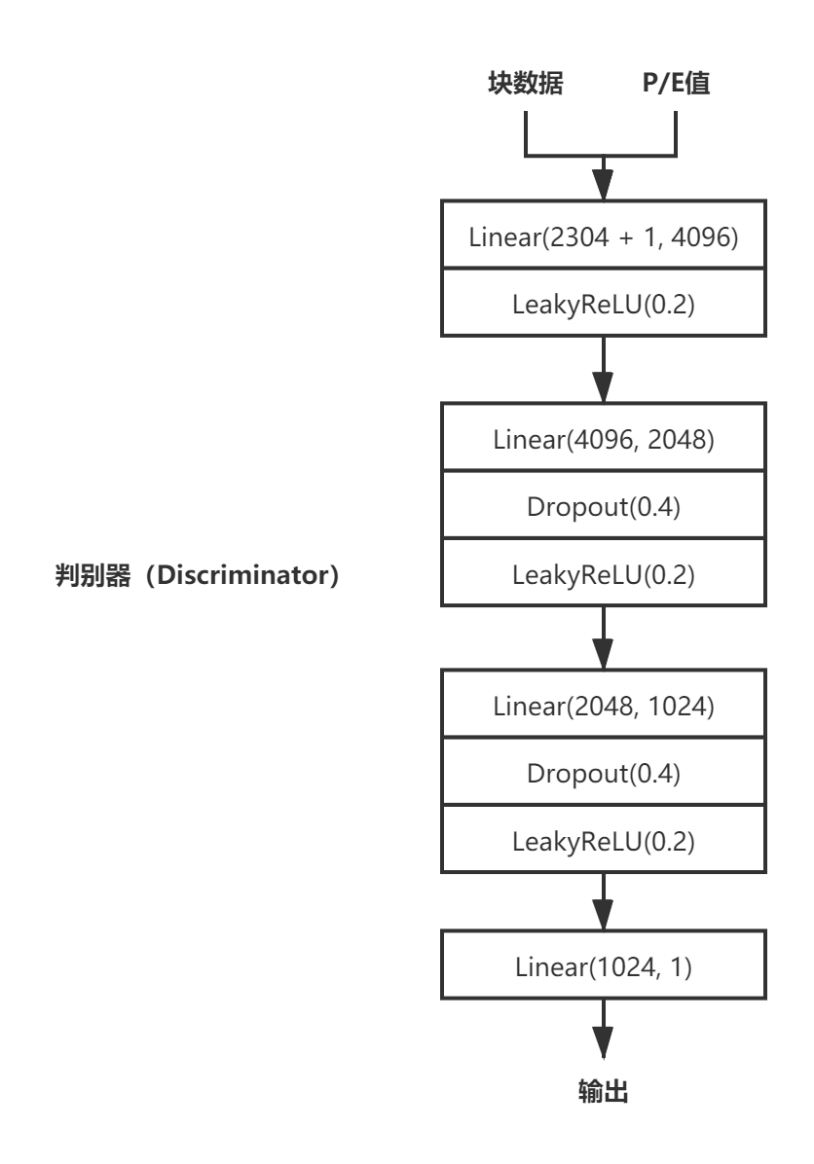 块数据 P/E值
Linear(2304 + 1, 4096)
LeakyReLU(0.2)
Linear(4096, 2048)
Dropout(0.4)
LeakyReLU(0.2)
判别器（Discriminator）
Linear(2048, 1024)
Dropout(0.4)
LeakyReLU(0.2)
Linear(1024, 1)
输出